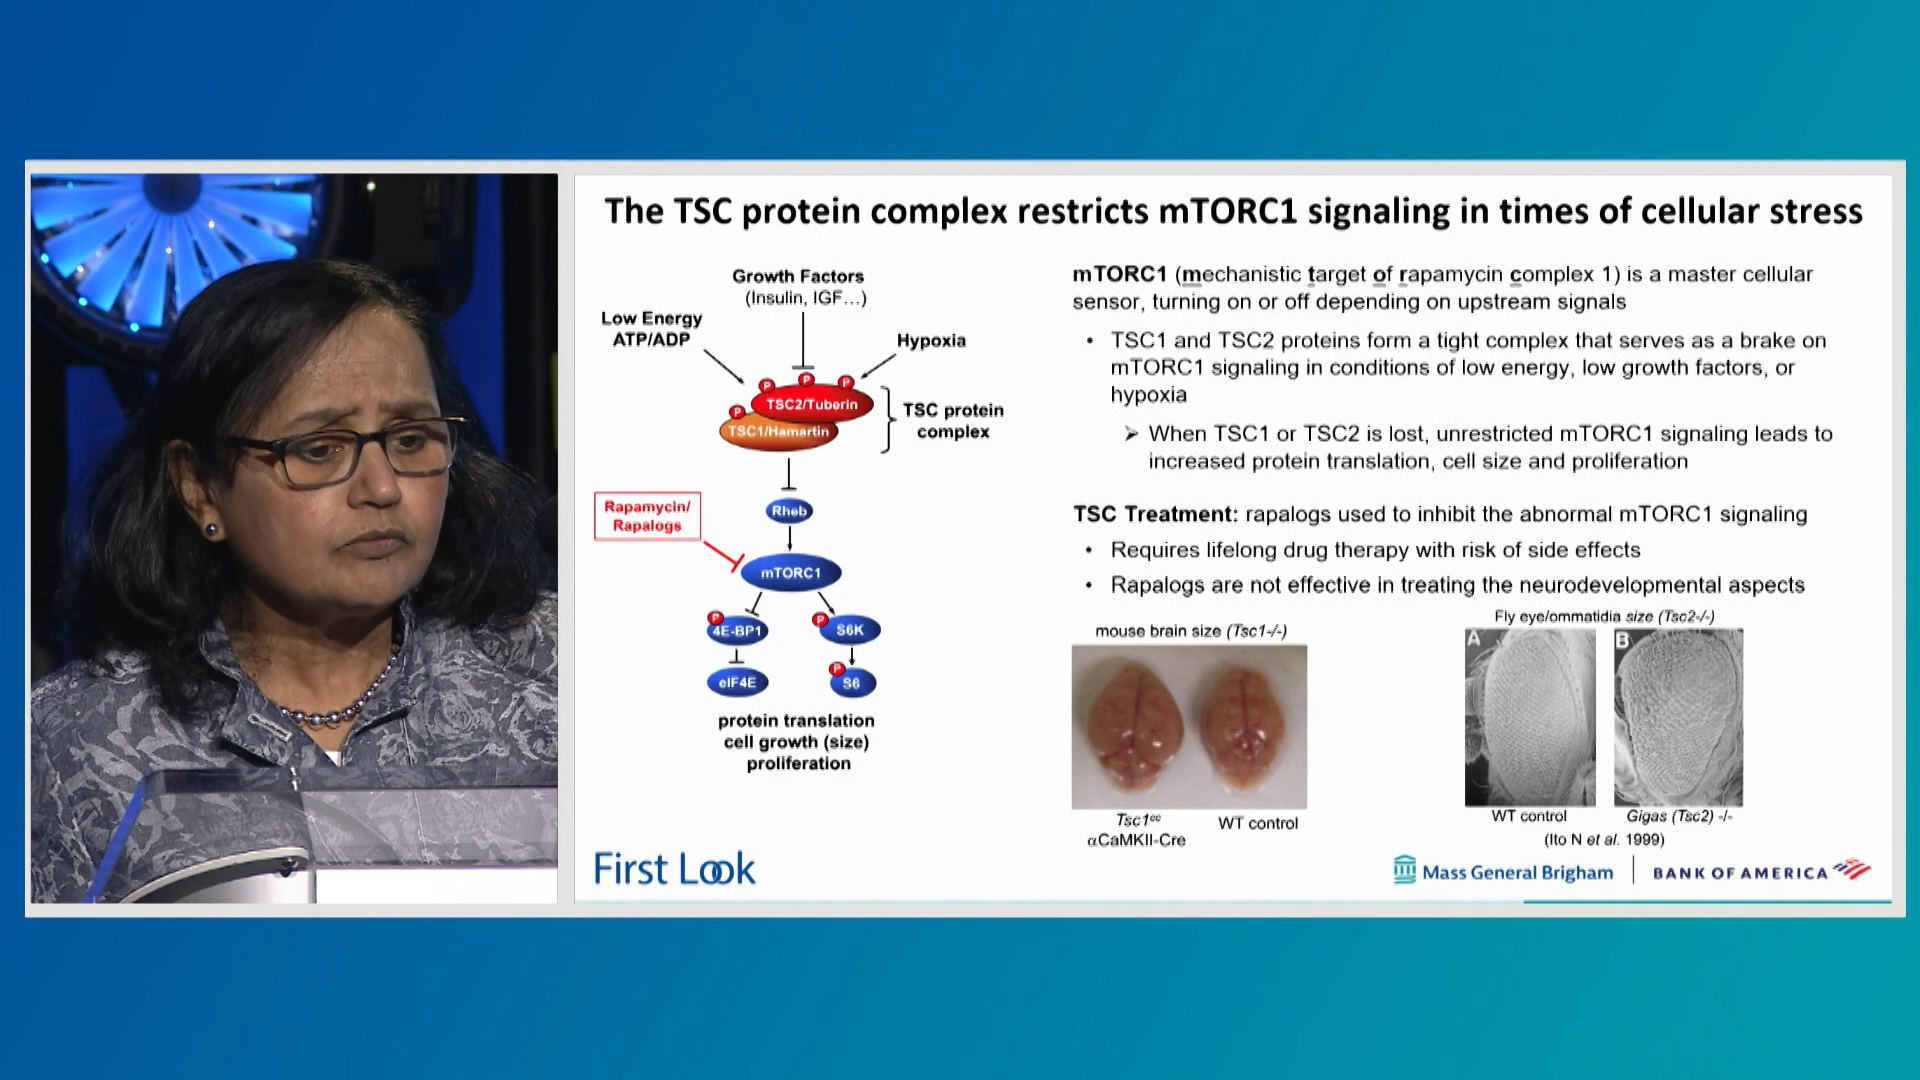 The TSC protein complex restricts mTORC1 signaling in times of cellular stress
Growth Factors
(Insulin, IGF...)
Low Energy
ATP/ADP
Hypoxia
P
P
P
P
TSC2/Tuberin
TSC1/Hamartin
TSC protein
complex
Rapamycin/
Rapalogs
Rheb
mTORC1
P
4E-BP1
P
S6K
eIF4E
P
S6
protein translation
cell growth (size)
proliferation
mTORC1 (mechanistic target of rapamycin complex 1) is a master cellular
sensor, turning on or off depending on upstream signals
• TSC1 and TSC2 proteins form a tight complex that serves as a brake on
mTORC1 signaling in conditions of low energy, low growth factors, or
hypoxia
➢ When TSC1 or TSC2 is lost, unrestricted mTORC1 signaling leads to
increased protein translation, cell size and proliferation
TSC Treatment: rapalogs used to inhibit the abnormal mTORC1 signaling
• Requires lifelong drug therapy with risk of side effects
• Rapalogs are not effective in treating the neurodevelopmental aspects
mouse brain size (Tsc1-/-)
Tsc1cc
αCaMKII-Cre
WT control
Fly eye/ommatidia size (Tsc2-/-)
A
B
WT control
Gigas (Tsc2) -/-
(Ito N et al. 1999)
First Look
Mass General Brigham
BANK OF AMERICA